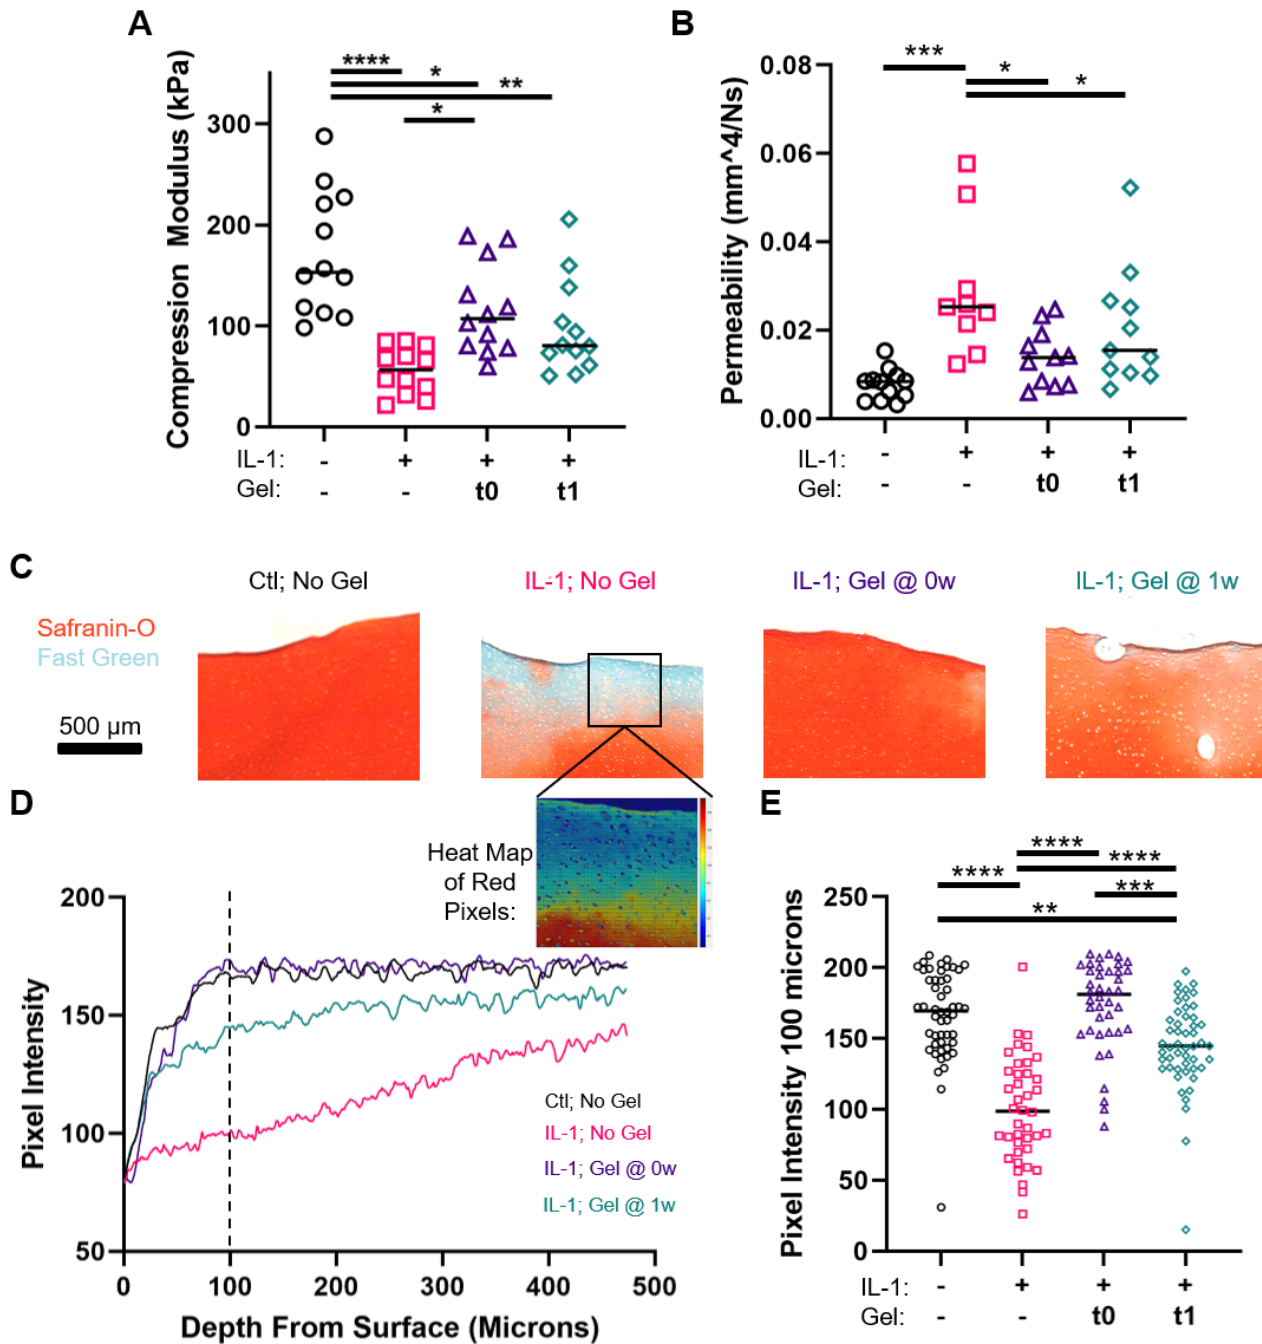 A
Compression Modulus (kPa)
300
200
100
0
****
*
**
*
IL-1: - + + +
Gel: - - t0 t1
B
Permeability (mm^4/Ns)
0.08
0.06
0.04
0.02
0.00
***
*
*
IL-1: - + + +
Gel: - - t0 t1
C
Ctl; No Gel
IL-1; No Gel
IL-1; Gel @ 0w
IL-1; Gel @ 1w
Safranin-O
Fast Green
500 μm
Heat Map
of Red
Pixels:
D
Pixel Intensity
200
150
100
50
0 100 200 300 400 500
Depth From Surface (Microns)
Ctl; No Gel
IL-1; No Gel
IL-1; Gel @ 0w
IL-1; Gel @ 1w
E
Pixel Intensity 100 microns
250
200
150
100
50
0
****
****
****
***
**
IL-1: - + + +
Gel: - - t0 t1